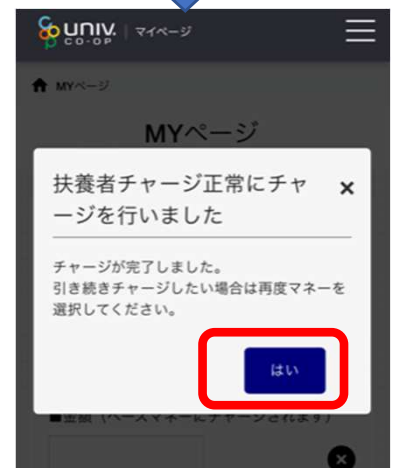 univ. CO-OP マイページ
MYページ
MYページ
扶養者チャージ正常にチャ
ージを行いました
チャージが完了しました。
引き続きチャージしたい場合は再度マネーを
選択してください。
はい
■金額（ベースマネーにチャージされます）